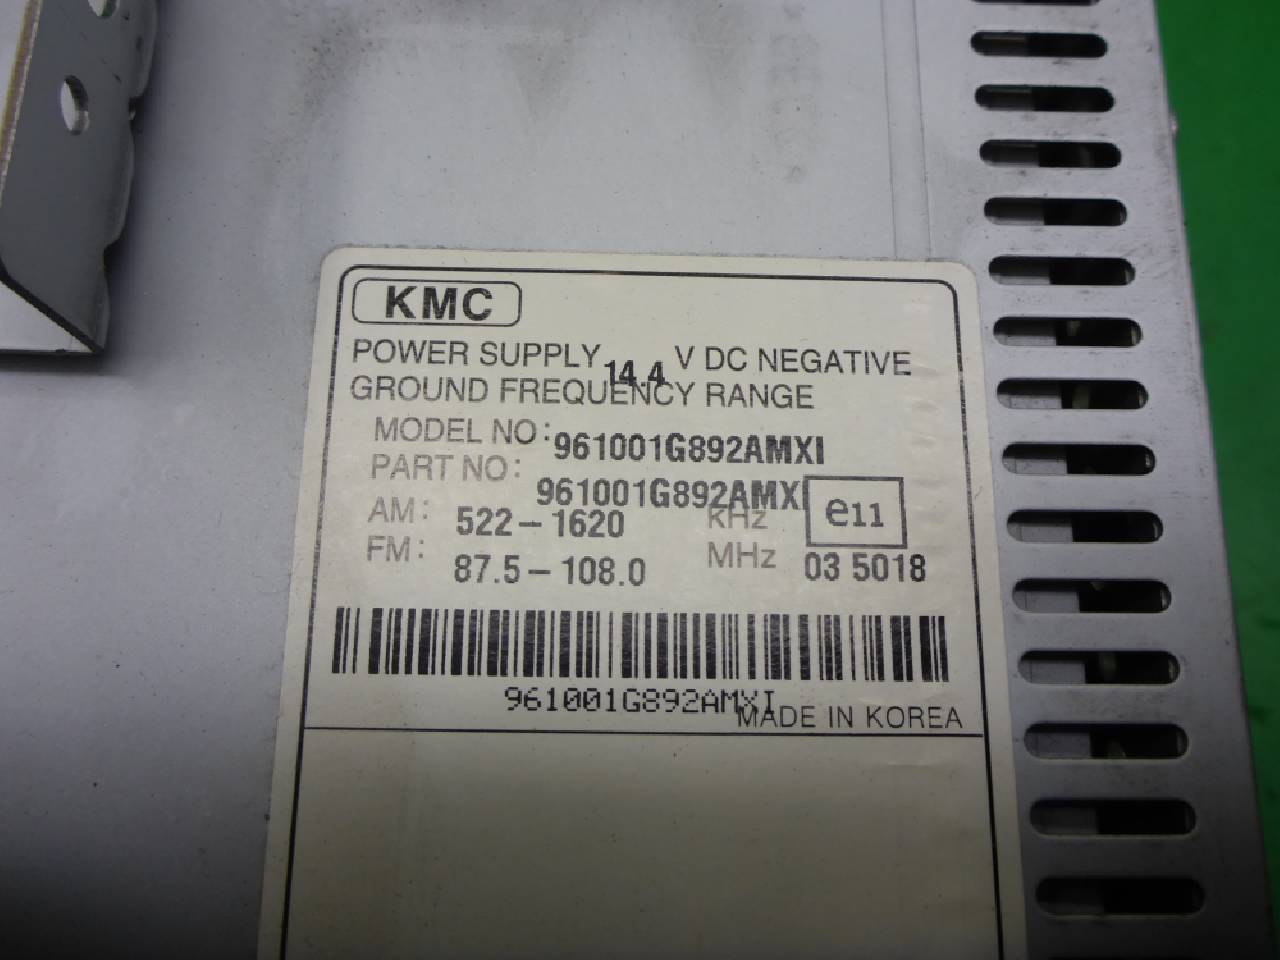 KMC
POWER SUPPLY 14.4 V DC NEGATIVE
GROUND FREQUENCY RANGE
MODEL NO: 961001G892AMXI
PART NO: 961001G892AMXI
AM: 522-1620 kHz
FM: 87.5-108.0 MHz
e11
03 5018
961001G892AMXI
MADE IN KOREA